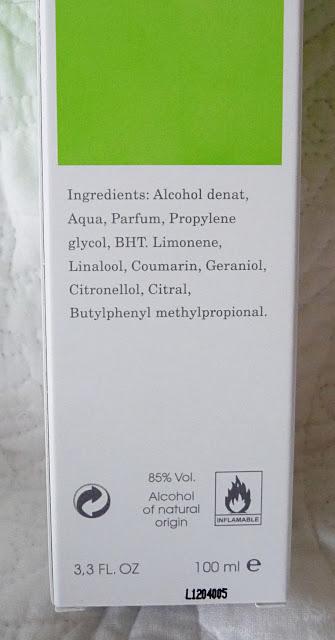 Ingredients: Alcohol denat,
Aqua, Parfum, Propylene
glycol, BHT. Limonene,
Linalool, Coumarin, Geraniol,
Citronellol, Citral,
Butylphenyl methylpropional.
85% Vol.
Alcohol
of natural
origin
INFLAMABLE
3,3 FL. OZ
100 ml ℮
L1204005